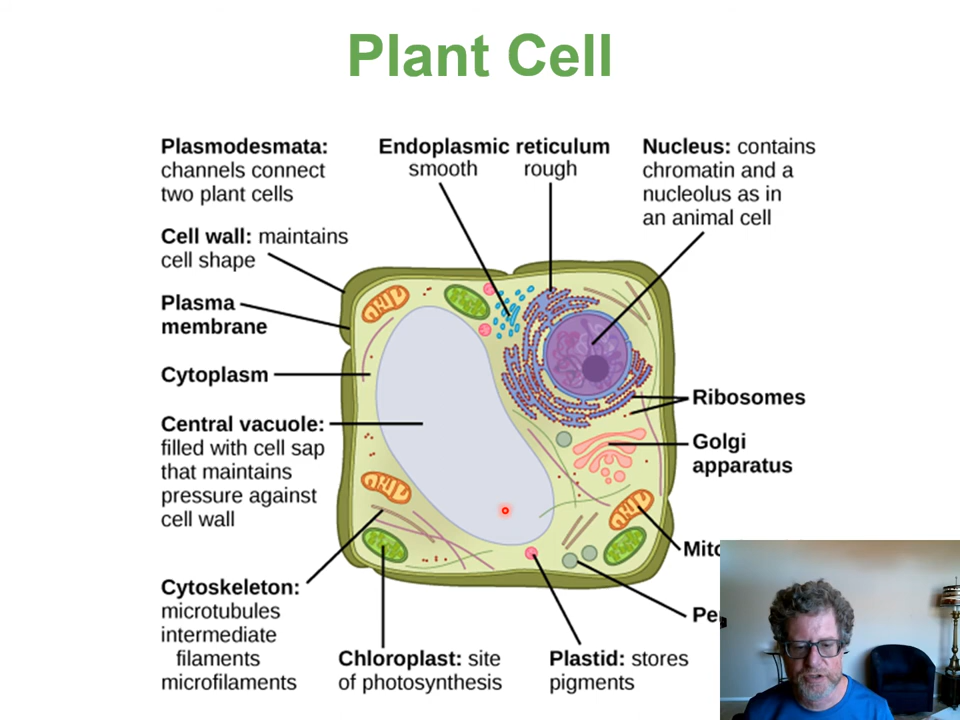 Plant Cell
Plasmodesmata:
channels connect
two plant cells
Endoplasmic reticulum
smooth rough
Nucleus: contains
chromatin and a
nucleolus as in
an animal cell
Cell wall: maintains
cell shape
Plasma
membrane
Cytoplasm
Central vacuole:
filled with cell sap
that maintains
pressure against
cell wall
Ribosomes
Golgi
apparatus
Cytoskeleton:
microtubules
intermediate
filaments
microfilaments
Chloroplast: site
of photosynthesis
Plastid: stores
pigments